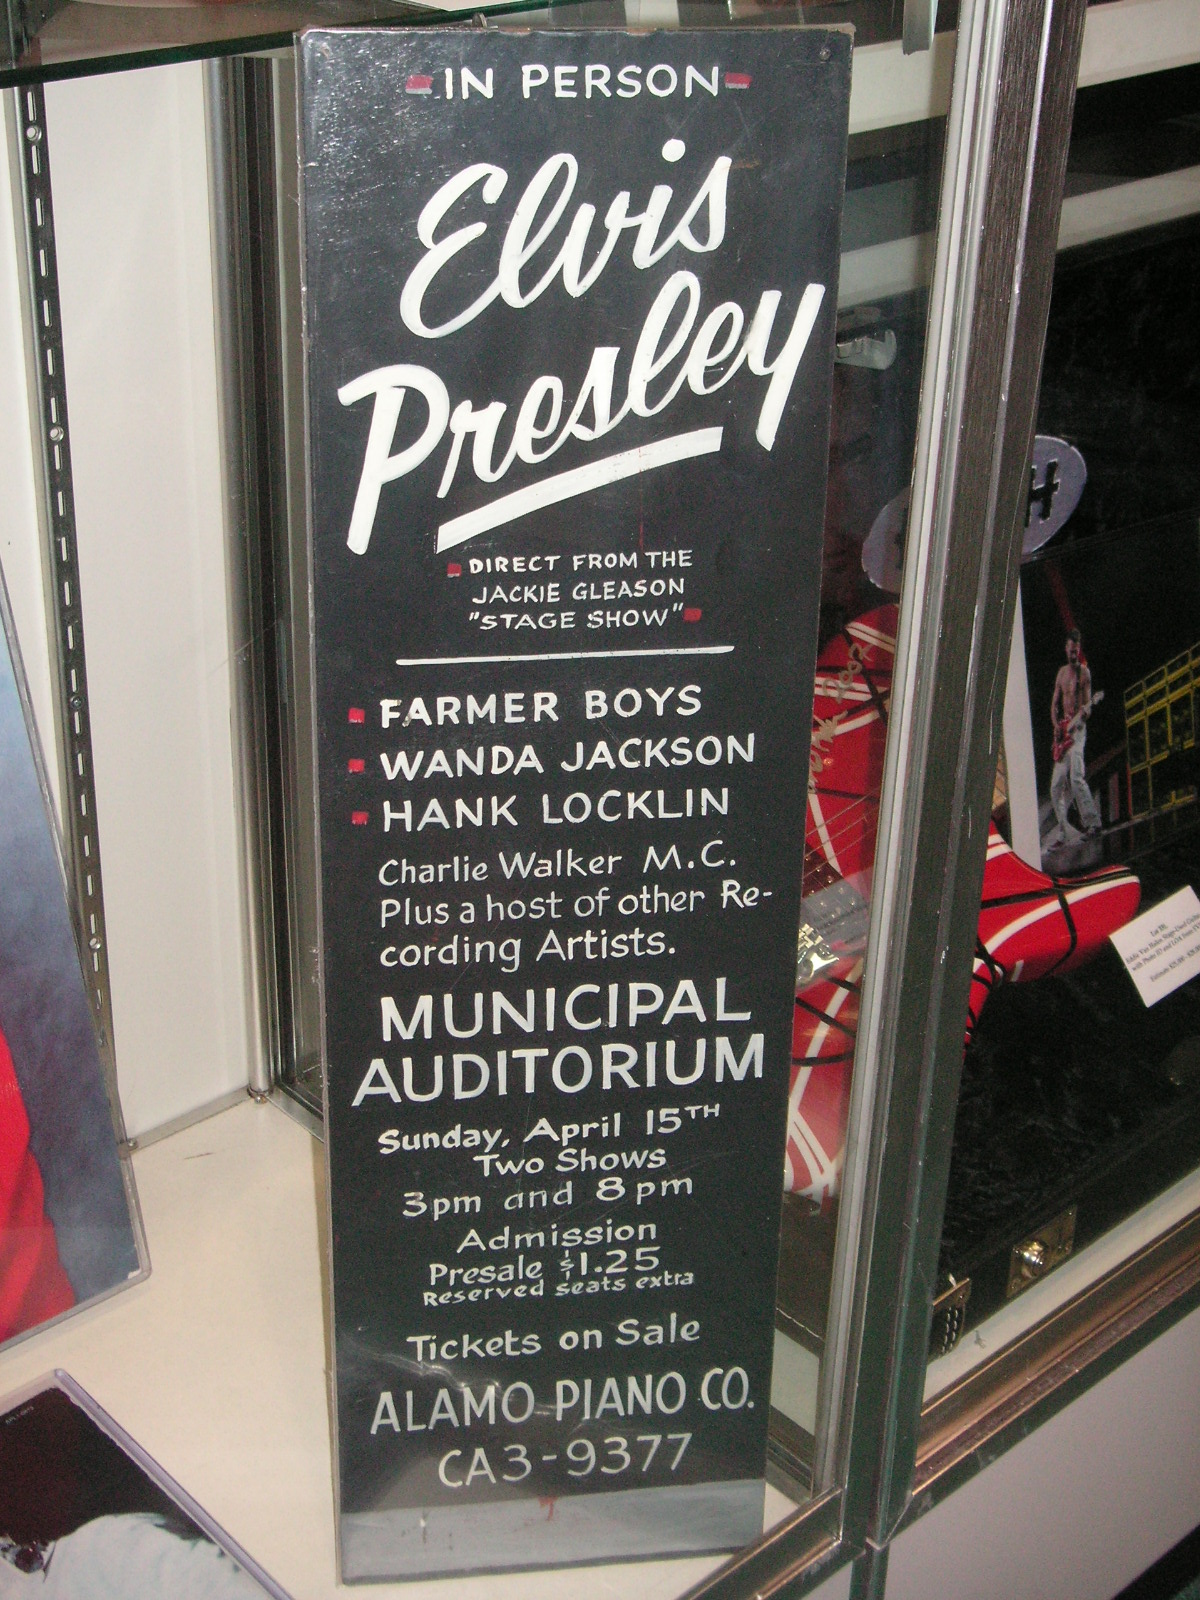 IN PERSON
Elvis
Presley
DIRECT FROM THE
JACKIE GLEASON
"STAGE SHOW"
FARMER BOYS
WANDA JACKSON
HANK LOCKLIN
Charlie Walker M.C.
Plus a host of other Re-
cording Artists.
MUNICIPAL
AUDITORIUM
Sunday, April 15TH
Two Shows
3pm and 8pm
Admission
Presale $1.25
Reserved seats extra
Tickets on Sale
ALAMO PIANO CO.
CA3-9377
H